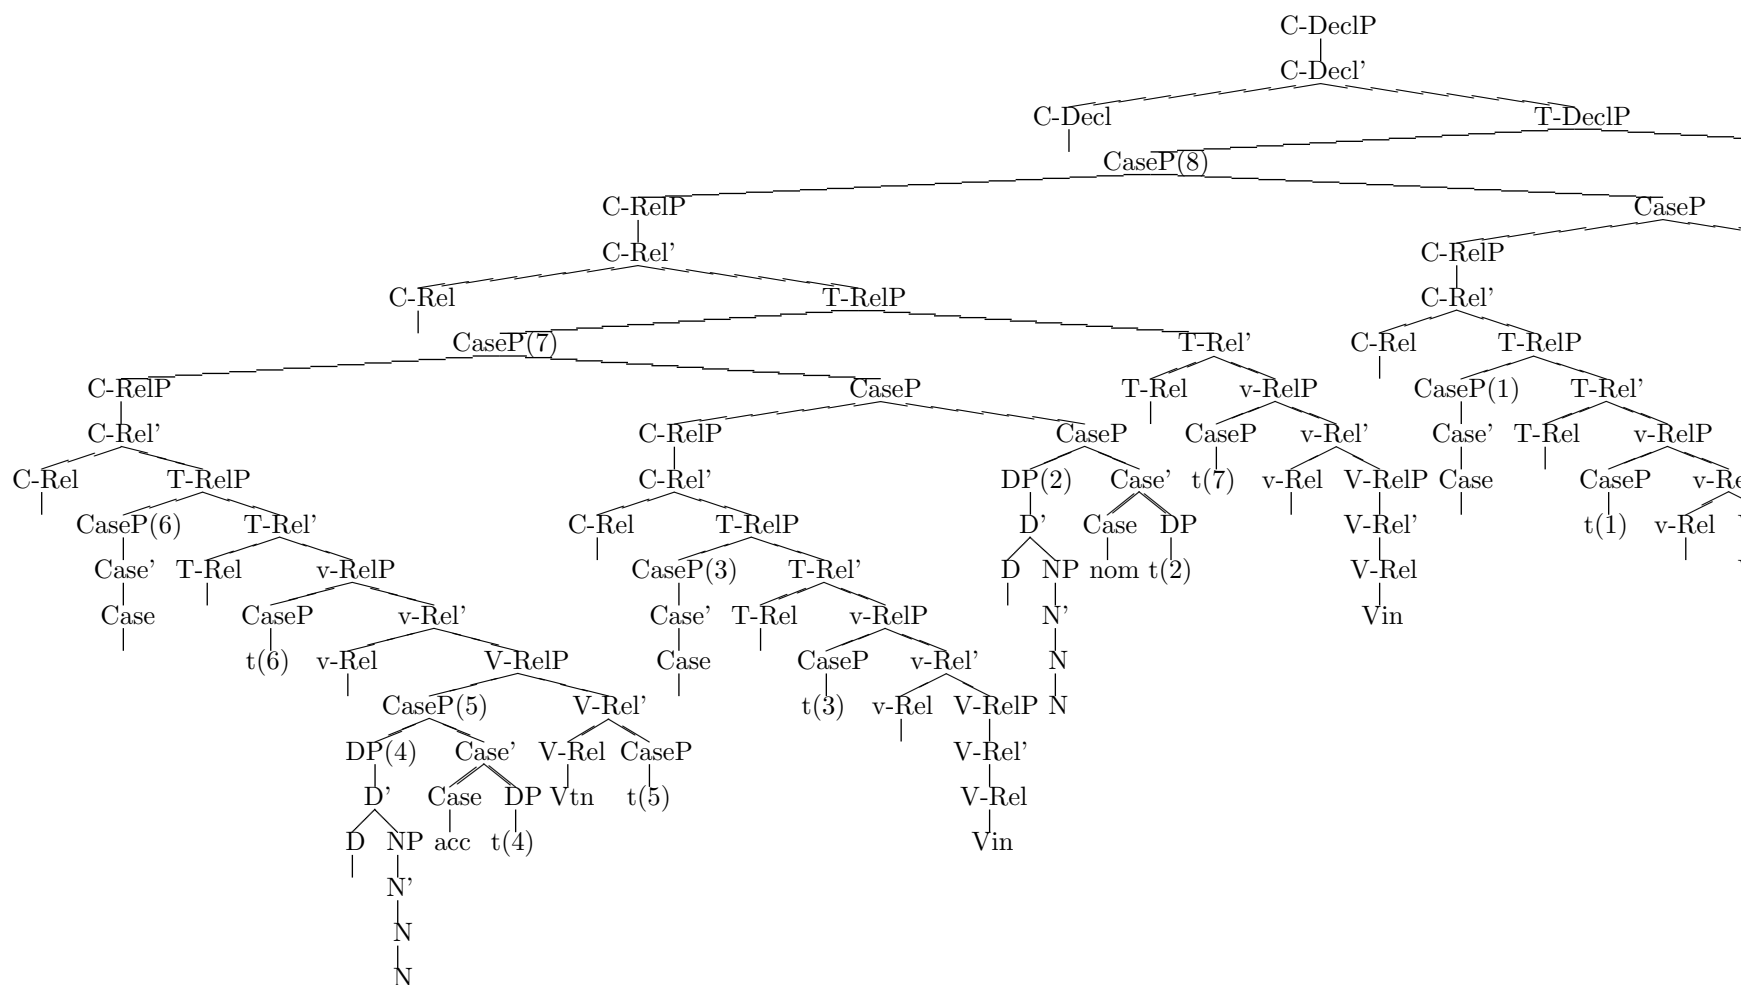 C-DeclP
C-Decl’
C-Decl T-DeclP
CaseP(8)
C-RelP CaseP
C-Rel’ C-RelP
C-Rel T-RelP C-Rel’
CaseP(7) T-Rel’ C-Rel T-RelP
C-RelP CaseP T-Rel v-RelP CaseP(1) T-Rel’
C-Rel’ C-RelP CaseP CaseP v-Rel’ Case’ T-Rel v-RelP
C-Rel T-RelP C-Rel’ DP(2) Case’ t(7) v-Rel V-RelP Case CaseP
CaseP(6) T-Rel’ C-Rel T-RelP D’ Case DP V-Rel’ t(1) v-Rel
Case’ T-Rel v-RelP CaseP(3) T-Rel’ D NP nom t(2) V-Rel
Case CaseP v-Rel’ Case’ T-Rel v-RelP N’ Vin
t(6) v-Rel V-RelP Case CaseP v-Rel’ N
CaseP(5) V-Rel’ t(3) v-Rel V-RelP N
DP(4) Case’ V-Rel CaseP V-Rel’
D’ Case DP Vtn t(5) V-Rel
D NP acc t(4) Vin
N’
N
N